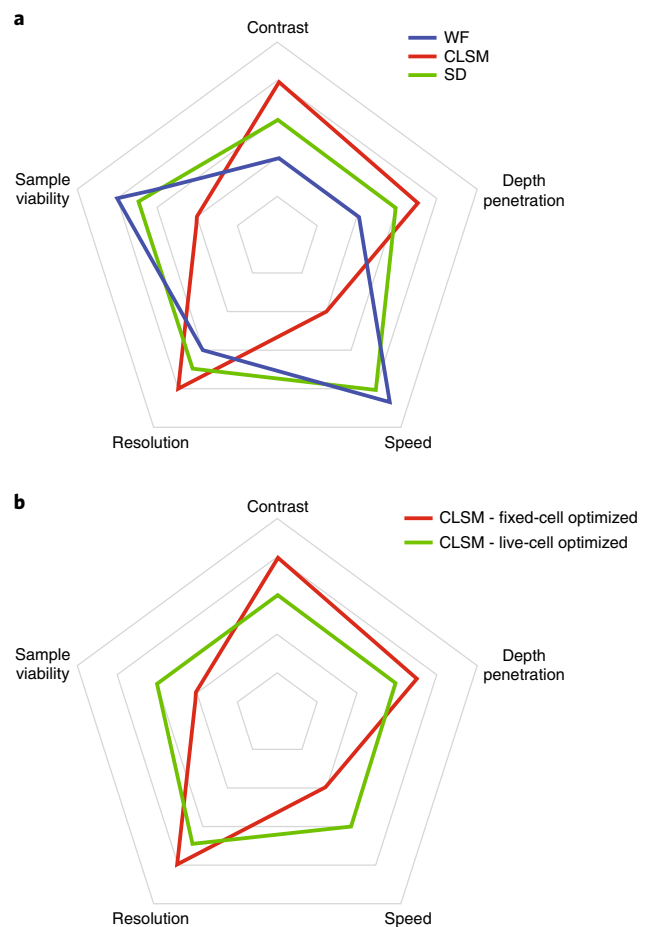 a
Contrast
WF
CLSM
SD
Sample
viability
Depth
penetration
Resolution
Speed
b
Contrast
CLSM - fixed-cell optimized
CLSM - live-cell optimized
Sample
viability
Depth
penetration
Resolution
Speed